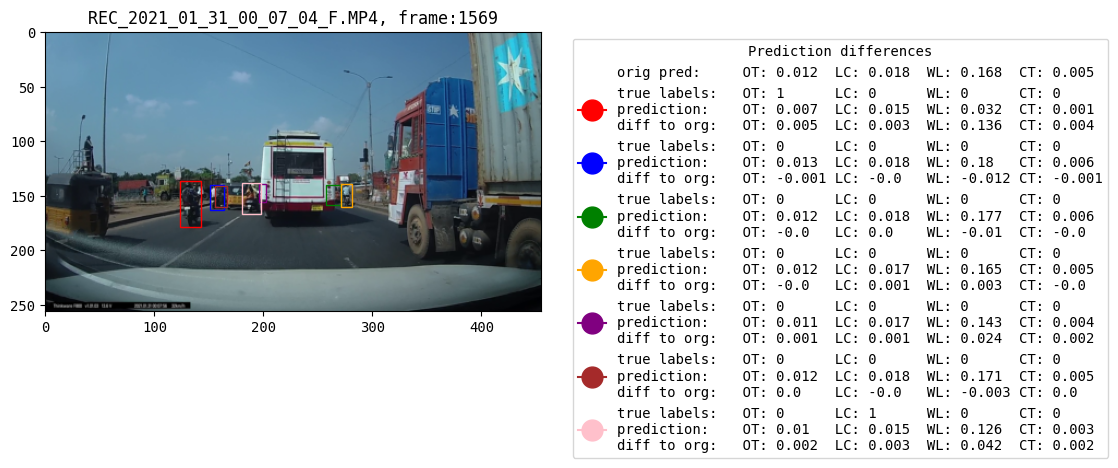 REC_2021_01_31_00_07_04_F.MP4, frame:1569
0
50
100
150
200
250
0 100 200 300 400
Prediction differences
orig pred: OT: 0.012 LC: 0.018 WL: 0.168 CT: 0.005
true labels: OT: 1 LC: 0 WL: 0 CT: 0
prediction: OT: 0.007 LC: 0.015 WL: 0.032 CT: 0.001
diff to org: OT: 0.005 LC: 0.003 WL: 0.136 CT: 0.004
true labels: OT: 0 LC: 0 WL: 0 CT: 0
prediction: OT: 0.013 LC: 0.018 WL: 0.18 CT: 0.006
diff to org: OT: -0.001 LC: -0.0 WL: -0.012 CT: -0.001
true labels: OT: 0 LC: 0 WL: 0 CT: 0
prediction: OT: 0.012 LC: 0.018 WL: 0.177 CT: 0.006
diff to org: OT: -0.0 LC: 0.0 WL: -0.01 CT: -0.0
true labels: OT: 0 LC: 0 WL: 0 CT: 0
prediction: OT: 0.012 LC: 0.017 WL: 0.165 CT: 0.005
diff to org: OT: -0.0 LC: 0.001 WL: 0.003 CT: -0.0
true labels: OT: 0 LC: 0 WL: 0 CT: 0
prediction: OT: 0.011 LC: 0.017 WL: 0.143 CT: 0.004
diff to org: OT: 0.001 LC: 0.001 WL: 0.024 CT: 0.002
true labels: OT: 0 LC: 0 WL: 0 CT: 0
prediction: OT: 0.012 LC: 0.018 WL: 0.171 CT: 0.005
diff to org: OT: 0.0 LC: -0.0 WL: -0.003 CT: 0.0
true labels: OT: 0 LC: 1 WL: 0 CT: 0
prediction: OT: 0.01 LC: 0.015 WL: 0.126 CT: 0.003
diff to org: OT: 0.002 LC: 0.003 WL: 0.042 CT: 0.002